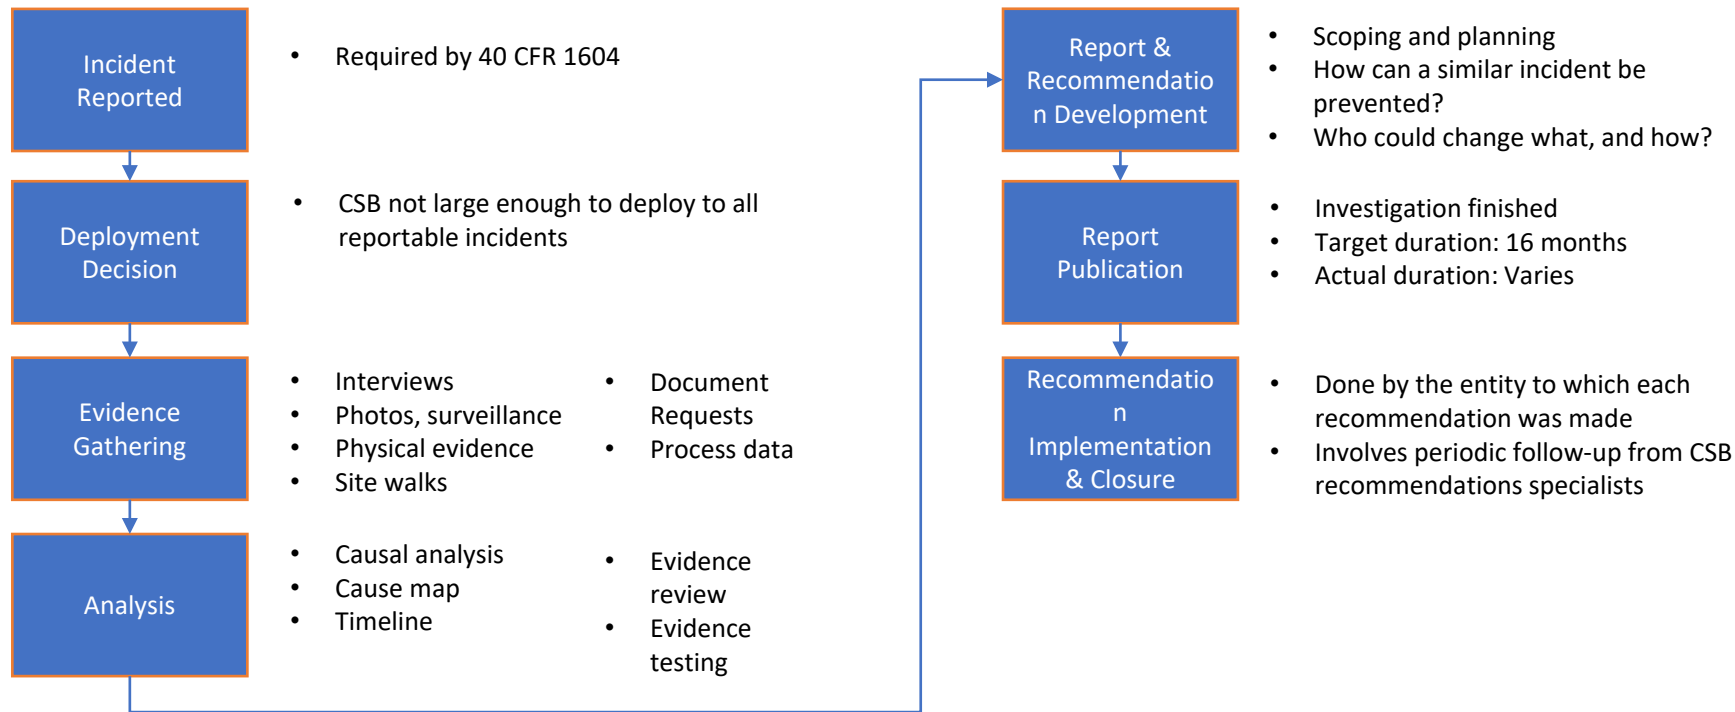 Incident
Reported
• Required by 40 CFR 1604
Deployment
Decision
• CSB not large enough to deploy to all
reportable incidents
Evidence
Gathering
• Interviews
• Photos, surveillance
• Physical evidence
• Site walks
• Document
Requests
• Process data
Analysis
• Causal analysis
• Cause map
• Timeline
• Evidence
review
• Evidence
testing
Report &
Recommendatio
n Development
• Scoping and planning
• How can a similar incident be
prevented?
• Who could change what, and how?
Report
Publication
• Investigation finished
• Target duration: 16 months
• Actual duration: Varies
Recommendatio
n
Implementation
& Closure
• Done by the entity to which each
recommendation was made
• Involves periodic follow-up from CSB
recommendations specialists